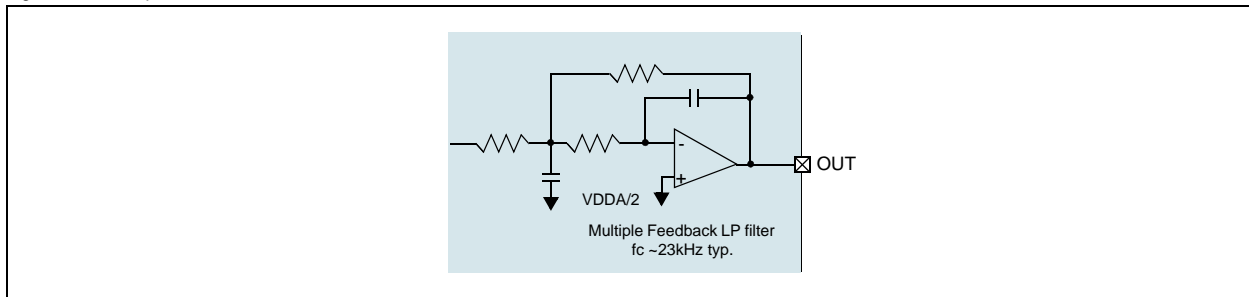 -
+
OUT
VDDA/2
Multiple Feedback LP filter
fc ~23kHz typ.